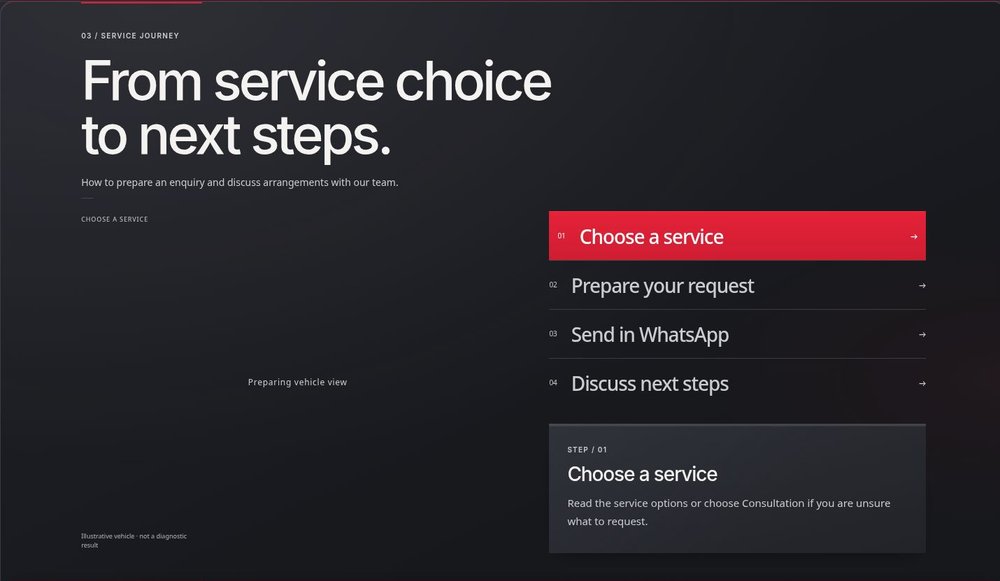 03 / SERVICE JOURNEY
From service choice
to next steps.
How to prepare an enquiry and discuss arrangements with our team.
CHOOSE A SERVICE
Preparing vehicle view
Illustrative vehicle · not a diagnostic
result
01 Choose a service →
02 Prepare your request →
03 Send in WhatsApp →
04 Discuss next steps →
STEP / 01
Choose a service
Read the service options or choose Consultation if you are unsure
what to request.